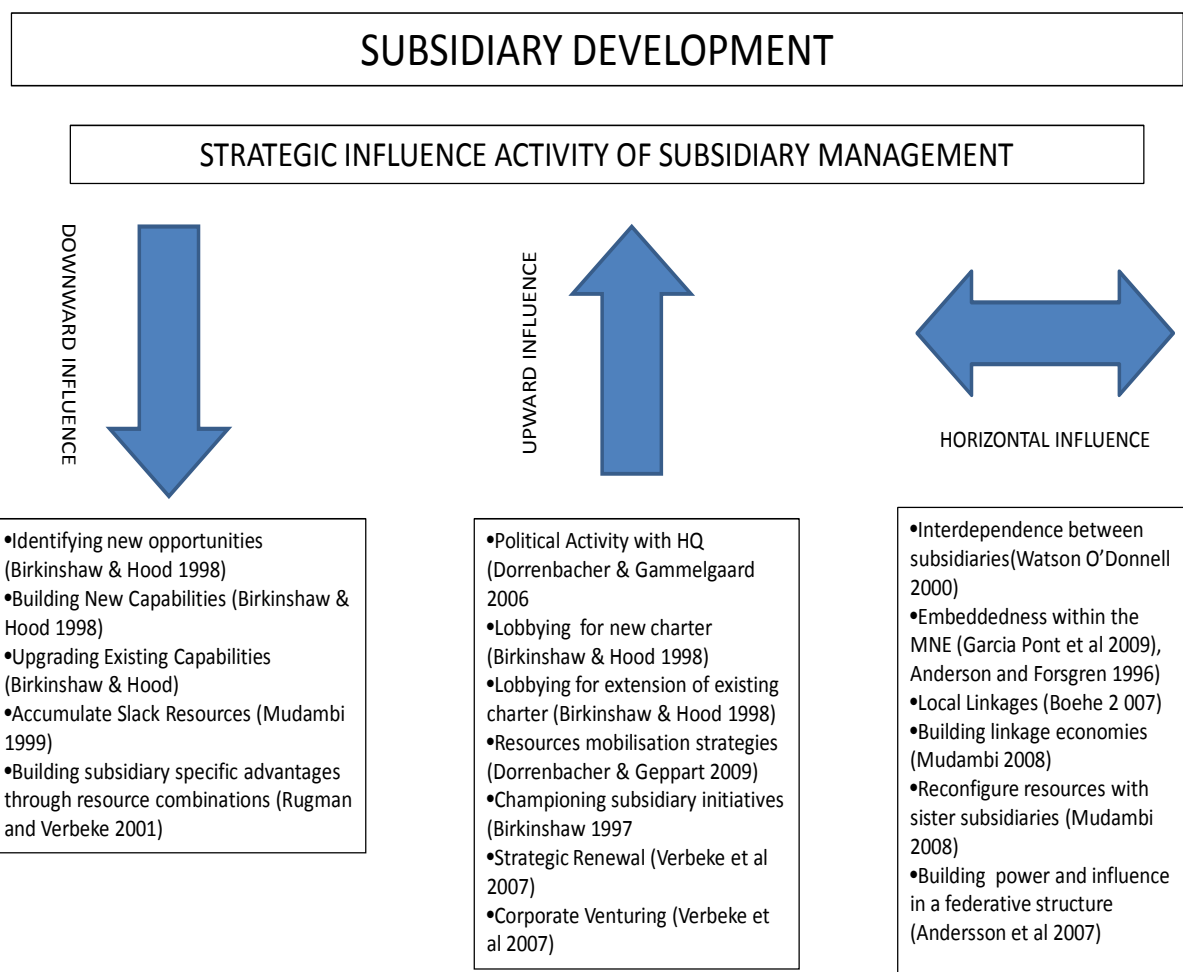 SUBSIDIARY DEVELOPMENT
STRATEGIC INFLUENCE ACTIVITY OF SUBSIDIARY MANAGEMENT
DOWNWARD INFLUENCE
•Identifying new opportunities
(Birkinshaw & Hood 1998)
•Building New Capabilities (Birkinshaw &
Hood 1998)
•Upgrading Existing Capabilities
(Birkinshaw & Hood)
•Accumulate Slack Resources (Mudambi
1999)
•Building subsidiary specific advantages
through resource combinations (Rugman
and Verbeke 2001)
UPWARD INFLUENCE
•Political Activity with HQ
(Dorrenbacher & Gammelgaard
2006
•Lobbying for new charter
(Birkinshaw & Hood 1998)
•Lobbying for extension of existing
charter (Birkinshaw & Hood 1998)
•Resources mobilisation strategies
(Dorrenbacher & Geppart 2009)
•Championing subsidiary initiatives
(Birkinshaw 1997
•Strategic Renewal (Verbeke et al
2007)
•Corporate Venturing (Verbeke et
al 2007)
HORIZONTAL INFLUENCE
•Interdependence between
subsidiaries(Watson O’Donnell
2000)
•Embeddedness within the
MNE (Garcia Pont et al 2009),
Anderson and Forsgren 1996)
•Local Linkages (Boehe 2 007)
•Building linkage economies
(Mudambi 2008)
•Reconfigure resources with
sister subsidiaries (Mudambi
2008)
•Building power and influence
in a federative structure
(Andersson et al 2007)